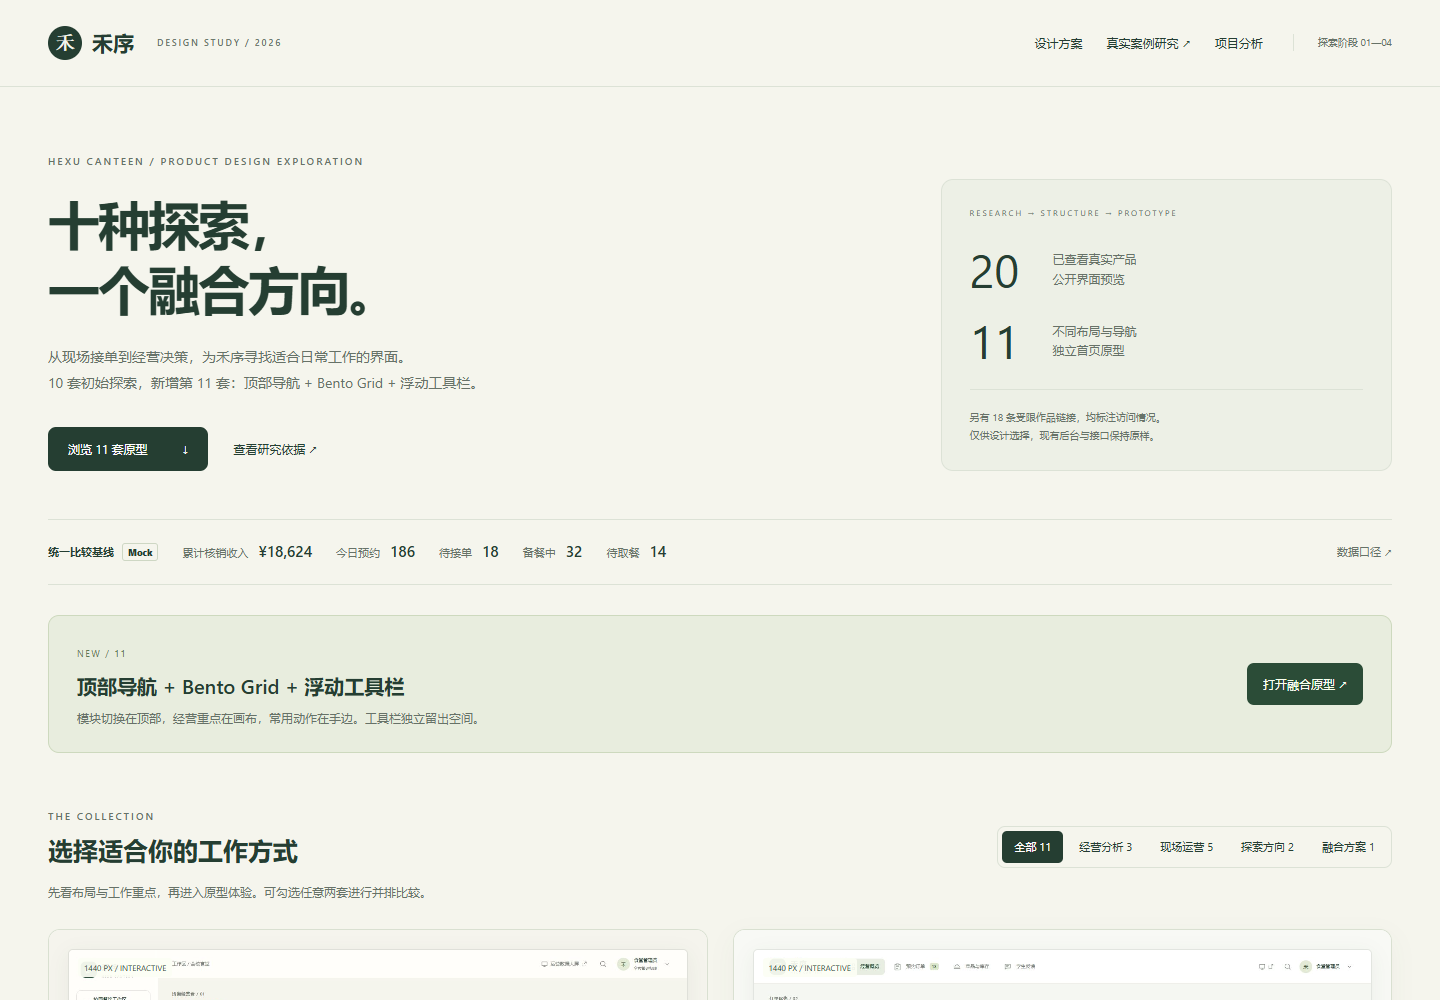 禾 禾序 DESIGN STUDY / 2026
设计方案 真实案例研究 ↗ 项目分析 探索阶段 01—04
HEXU CANTEEN / PRODUCT DESIGN EXPLORATION
十种探索，
一个融合方向。
从现场接单到经营决策，为禾序寻找适合日常工作的界面。
10 套初始探索，新增第 11 套：顶部导航 + Bento Grid + 浮动工具栏。
浏览 11 套原型 ↓ 查看研究依据 ↗
RESEARCH → STRUCTURE → PROTOTYPE
20 已查看真实产品
公开界面预览
11 不同布局与导航
独立首页原型
另有 18 条受限作品链接，均标注访问情况。
仅供设计选择，现有后台与接口保持原样。
统一比较基线 Mock 累计核销收入 ¥18,624 今日预约 186 待接单 18 备餐中 32 待取餐 14 数据口径 ↗
NEW / 11
顶部导航 + Bento Grid + 浮动工具栏
模块切换在顶部，经营重点在画布，常用动作在手边。工具栏独立留出空间。
打开融合原型 ↗
THE COLLECTION
选择适合你的工作方式
先看布局与工作重点，再进入原型体验。可勾选任意两套进行并排比较。
全部 11 经营分析 3 现场运营 5 探索方向 2 融合方案 1
1440 PX / INTERACTIVE
1440 PX / INTERACTIVE